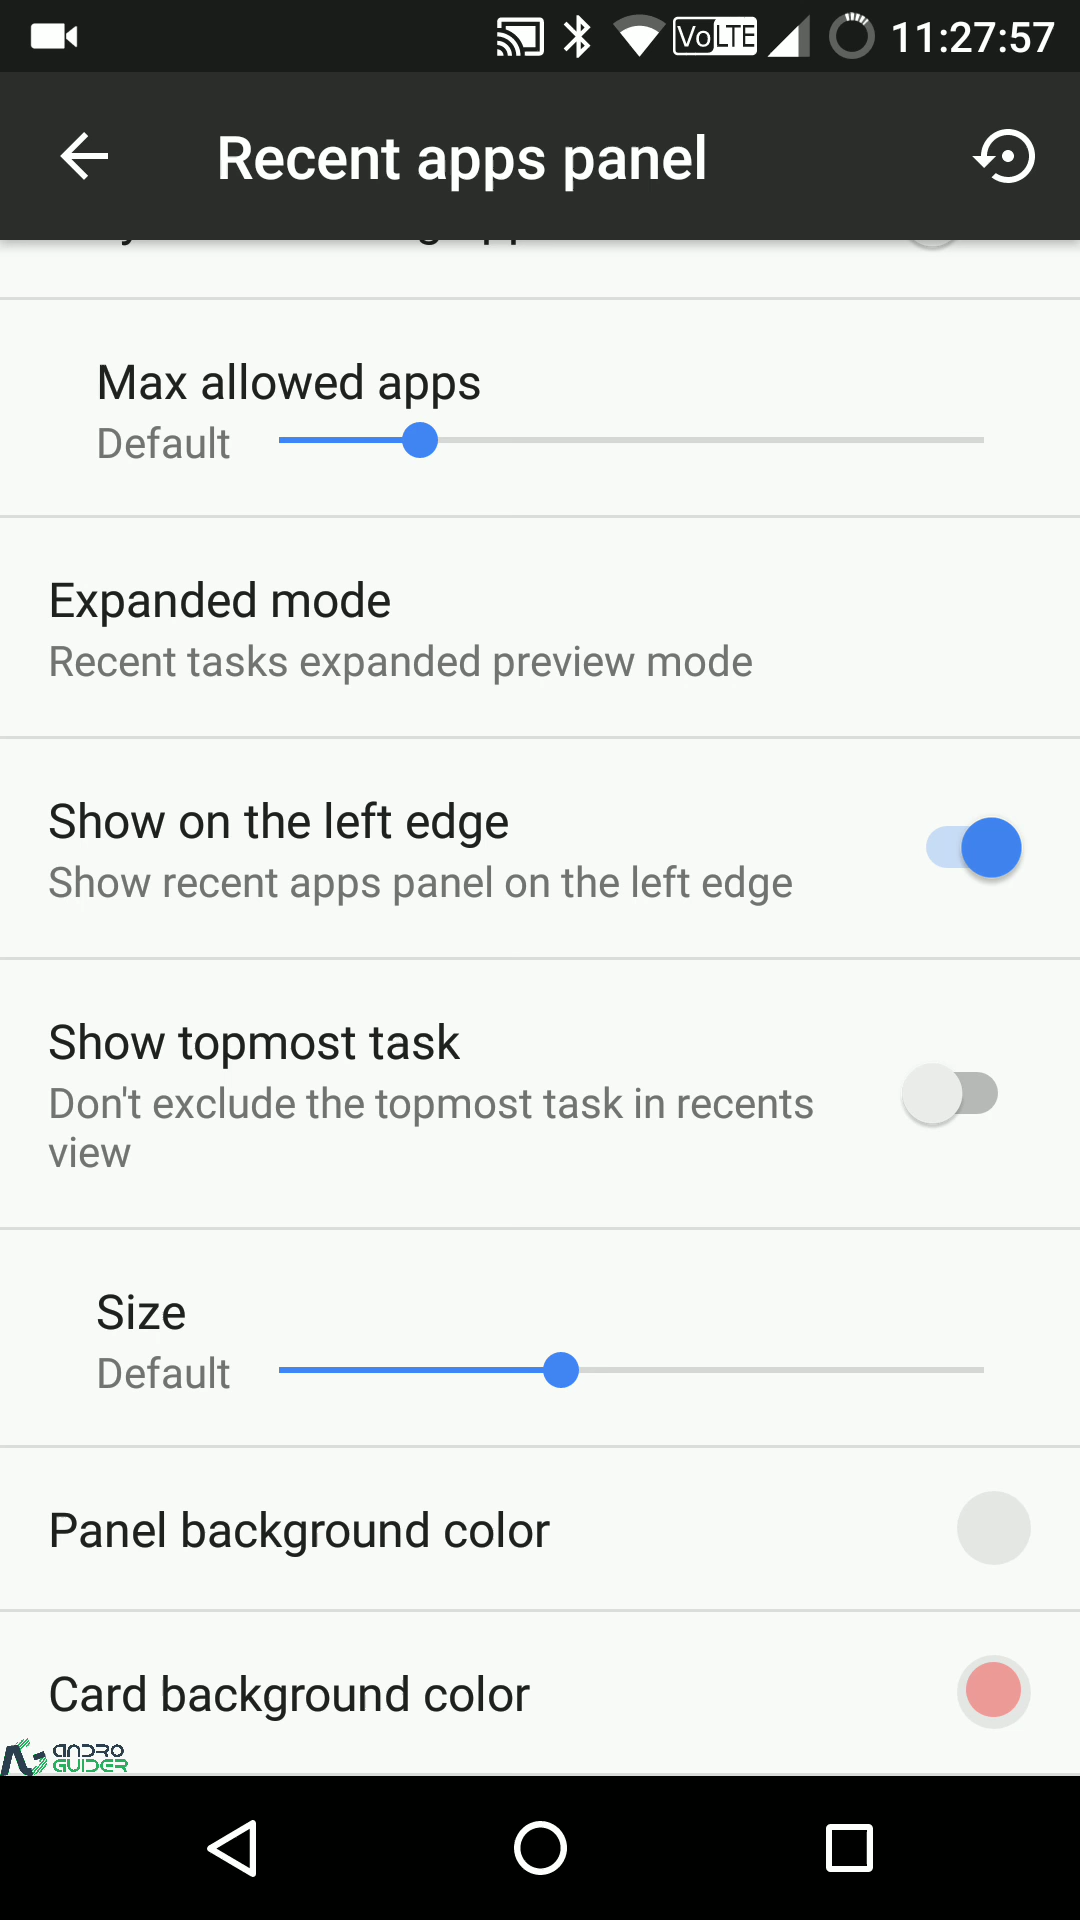 VoLTE 11:27:57
Recent apps panel
Max allowed apps
Default
Expanded mode
Recent tasks expanded preview mode
Show on the left edge
Show recent apps panel on the left edge
Show topmost task
Don't exclude the topmost task in recents
view
Size
Default
Panel background color
Card background color
ANDRO
GUIDER